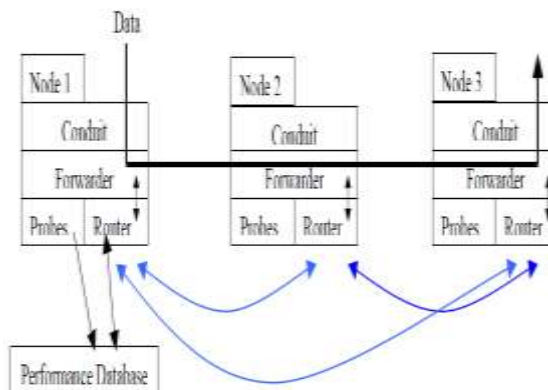 Data
Node 1
Node 2
Node 3
Conduit
Conduit
Conduit
Forwarder
Forwarder
Forwarder
Probes
Router
Probes
Router
Probes
Router
Performance Database